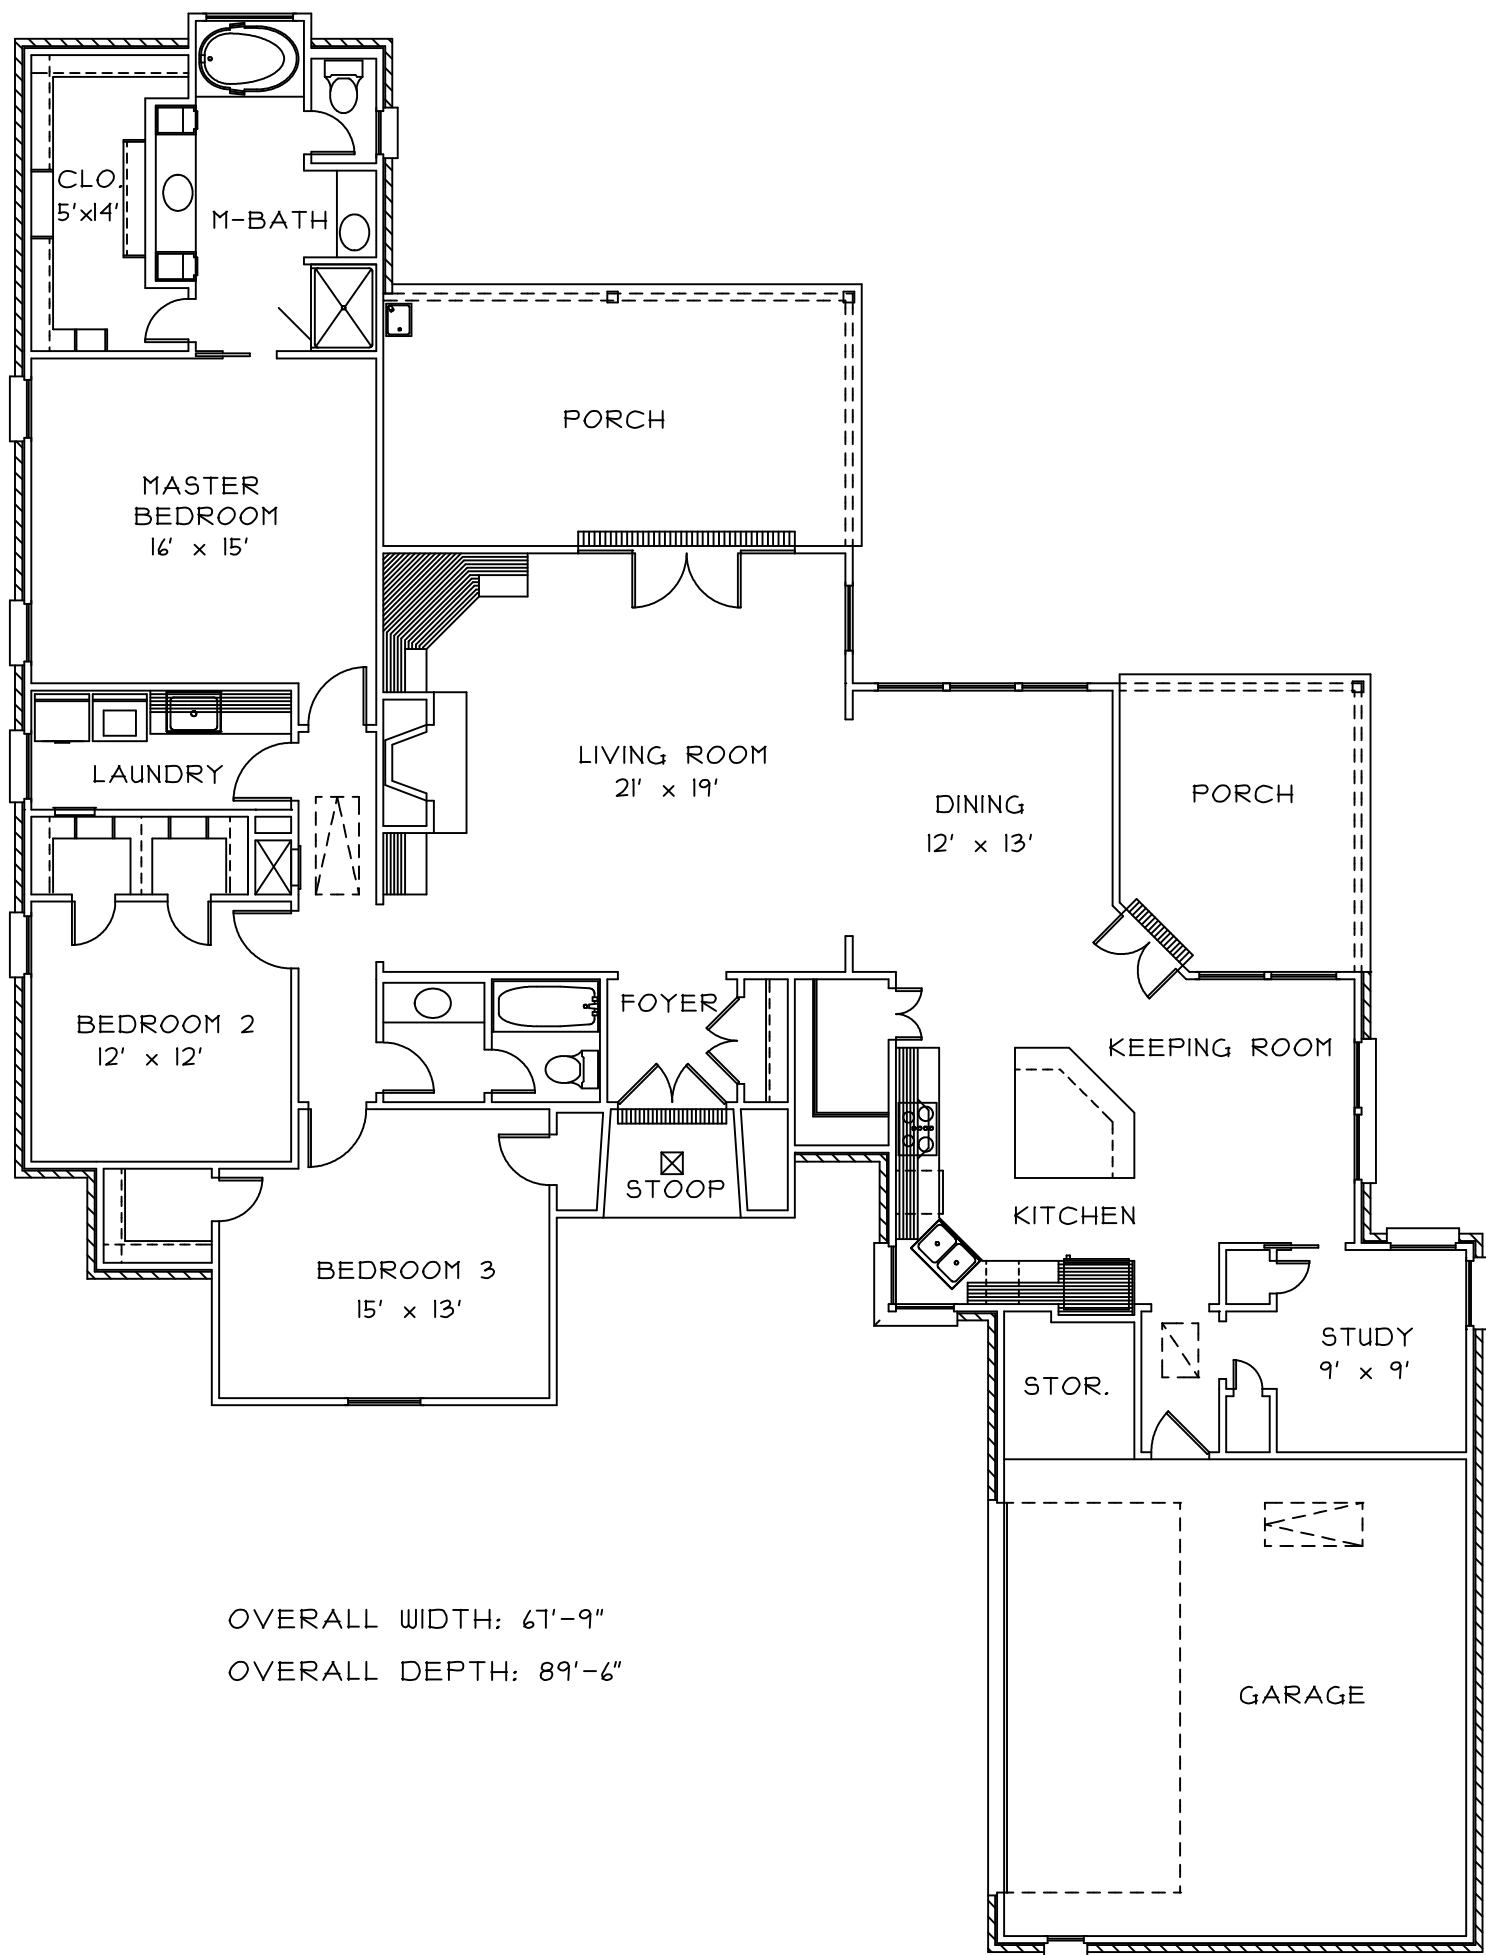 CLO.
5'x14'
M-BATH
PORCH
MASTER
BEDROOM
16' x 15'
LIVING ROOM
21' x 19'
LAUNDRY
DINING
12' x 13'
PORCH
FOYER
BEDROOM 2
12' x 12'
KEEPING ROOM
STOOP
KITCHEN
BEDROOM 3
15' x 13'
STUDY
9' x 9'
STOR.
OVERALL WIDTH: 67'-9"
OVERALL DEPTH: 89'-6"
GARAGE